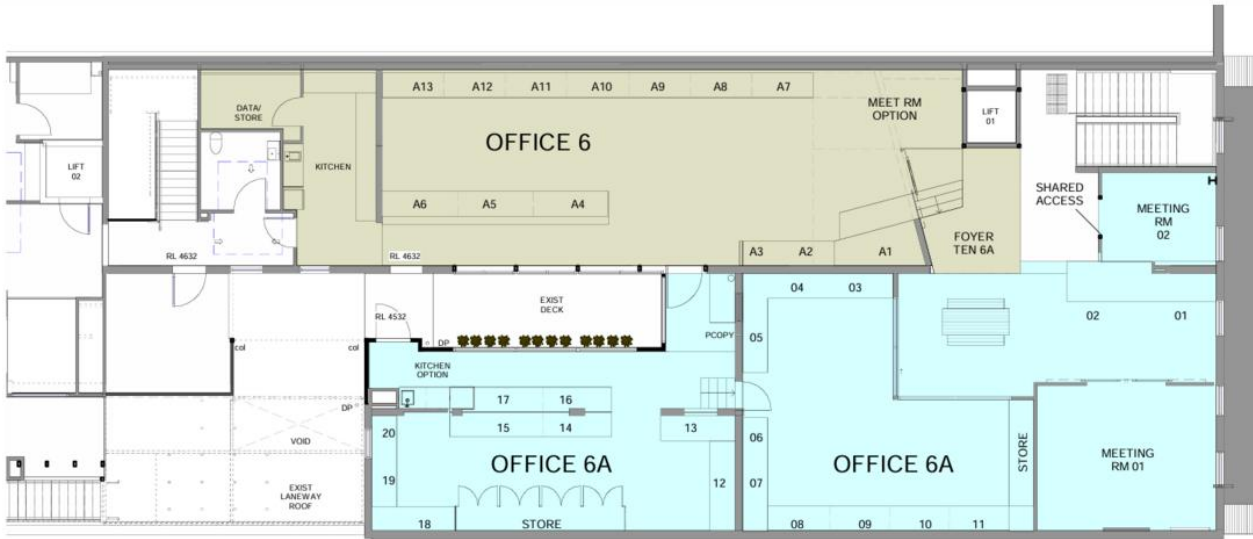 A13 A12 A11 A10 A9 A8 A7
DATA/
STORE
MEET RM
OPTION
LIFT
01
OFFICE 6
LIFT
02
KITCHEN
SHARED
ACCESS
MEETING
RM
02
A6 A5 A4
FOYER
TEN 6A
A3 A2 A1
RL 4632
RL 4632
04 03
EXIST
DECK
02 01
RL 4532
DP
PCOPY
05
col
col
KITCHEN
OPTION
17 16
DP
15 14
13
20
06
VOID
OFFICE 6A
OFFICE 6A
STORE
MEETING
RM 01
19
12
07
EXIST
LANEWAY
ROOF
18
STORE
08 09 10 11